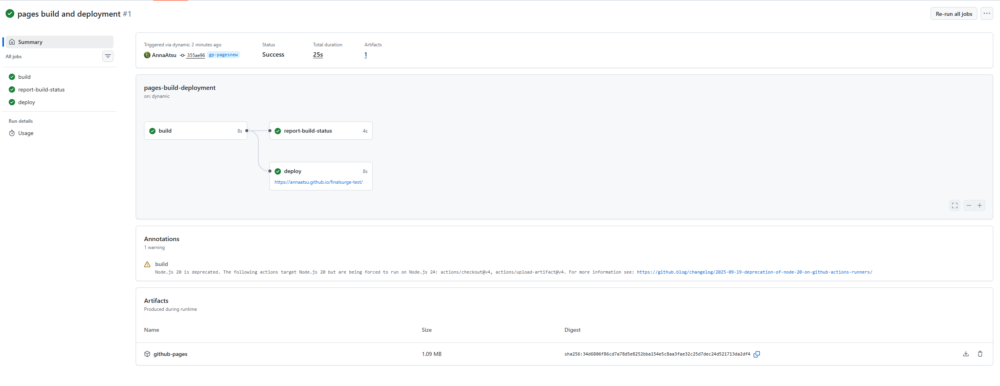 pages build and deployment #1
Re-run all jobs
Summary
All jobs
build
report-build-status
deploy
Run details
Usage
Triggered via dynamic 2 minutes ago
AnnaAtsu 355ae96 gp-pagesnew
Status
Success
Total duration
25s
Artifacts
1
pages-build-deployment
on: dynamic
build 8s
report-build-status 4s
deploy 8s
https://annaatsu.github.io/finalsurge-test/
Annotations
1 warning
build
Node.js 20 is deprecated. The following actions target Node.js 20 but are being forced to run on Node.js 24: actions/checkout@v4, actions/upload-artifact@v4. For more information see: https://github.blog/changelog/2025-09-19-deprecation-of-node-20-on-github-actions-runners/
Artifacts
Produced during runtime
Name Size Digest
github-pages 1.09 MB sha256:34d6806f86cd7a78d5e8252bba154e5c8aa3fae32c25d7dec24d521713da2df4